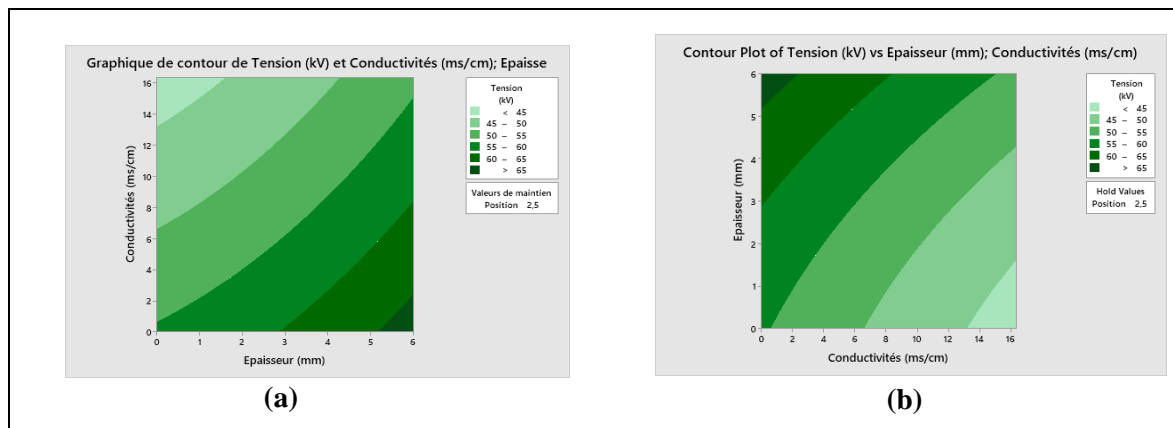 Graphique de contour de Tension (kV) et Conductivités (ms/cm); Epaisse
Tension
(kV)
< 45
45 – 50
50 – 55
55 – 60
60 – 65
> 65
Valeurs de maintien
Position 2,5
Conductivités (ms/cm)
16
14
12
10
8
6
4
2
0
0 1 2 3 4 5 6
Epaisseur (mm)
(a)
Contour Plot of Tension (kV) vs Epaisseur (mm); Conductivités (ms/cm)
Tension
(kV)
< 45
45 – 50
50 – 55
55 – 60
60 – 65
> 65
Hold Values
Position 2,5
Epaisseur (mm)
6
5
4
3
2
1
0
0 2 4 6 8 10 12 14 16
Conductivités (ms/cm)
(b)